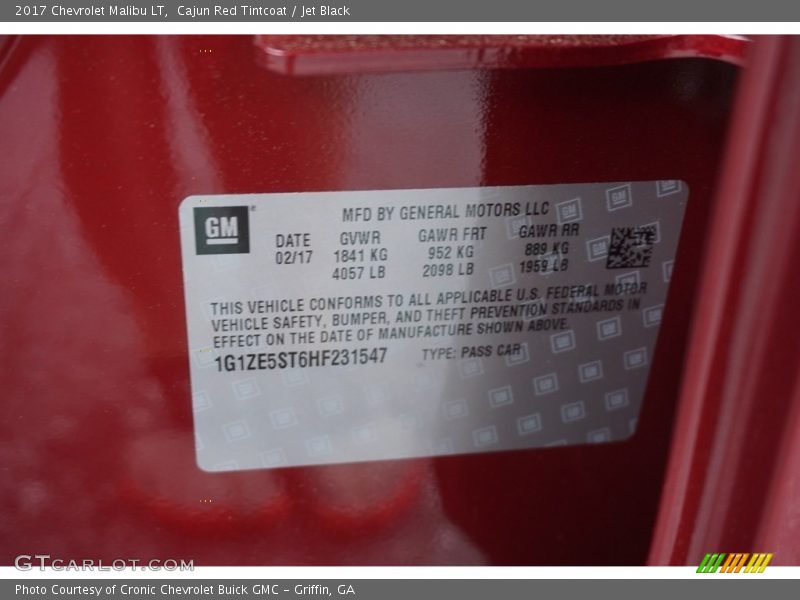 2017 Chevrolet Malibu LT,  Cajun Red Tintcoat / Jet Black
GM
MFD BY GENERAL MOTORS LLC
DATE GVWR GAWR FRT GAWR RR
02/17 1841 KG 952 KG 889 KG
4057 LB 2098 LB 1959 LB
THIS VEHICLE CONFORMS TO ALL APPLICABLE U.S. FEDERAL MOTOR
VEHICLE SAFETY, BUMPER, AND THEFT PREVENTION STANDARDS IN
EFFECT ON THE DATE OF MANUFACTURE SHOWN ABOVE.
1G1ZE5ST6HF231547 TYPE: PASS CAR
GTCARLOT.COM
Photo Courtesy of Cronic Chevrolet Buick GMC – Griffin, GA